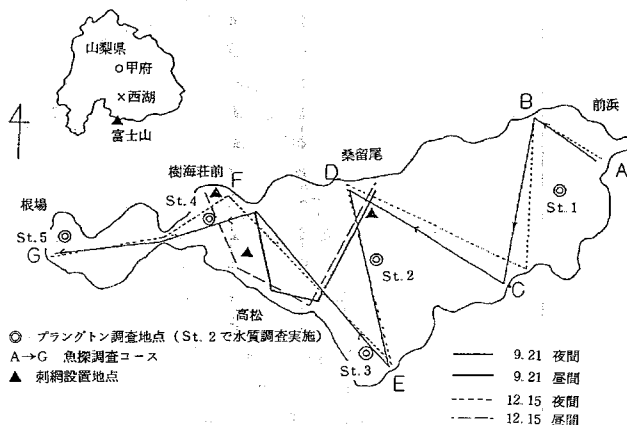 山梨県
○甲府
×西湖
富士山
B
前浜
A
桑留尾
D
樹海荘前
F
St.1
根場
St.4
St.5
G
St.2
C
高松
St.3
E
◎ プランクトン調査地点（St.2で水質調査実施）
A→G 魚探調査コース
▲ 刺網設置地点
9.21 夜間
9.21 昼間
12.15 夜間
12.15 昼間